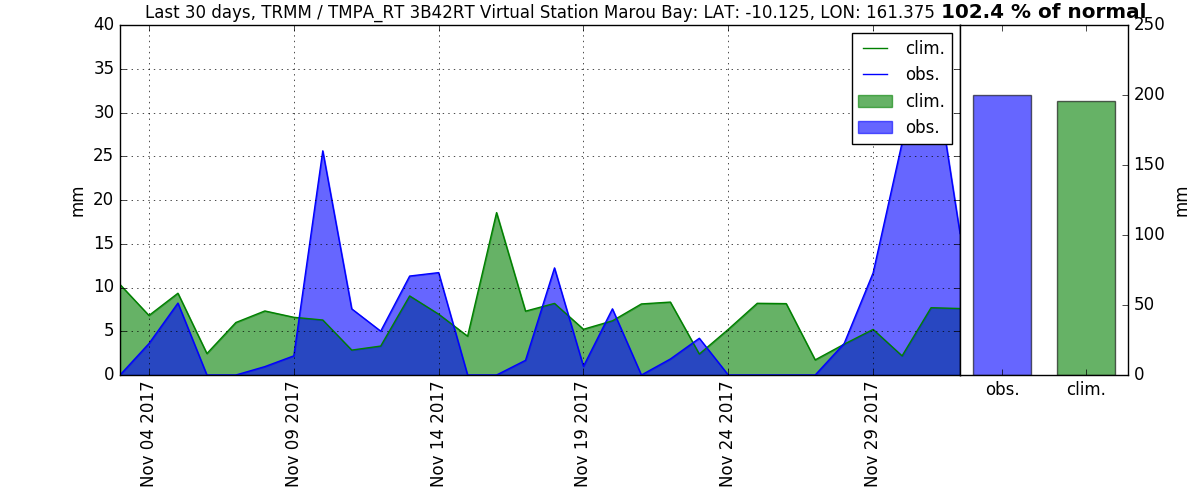 Last 30 days, TRMM / TMPA_RT 3B42RT Virtual Station Marou Bay: LAT: -10.125, LON: 161.375 102.4 % of normal
40
35
30
25
20
15
10
5
0
mm
clim.
obs.
clim.
obs.
250
200
150
100
50
0
mm
obs.
clim.
Nov 04 2017
Nov 09 2017
Nov 14 2017
Nov 19 2017
Nov 24 2017
Nov 29 2017